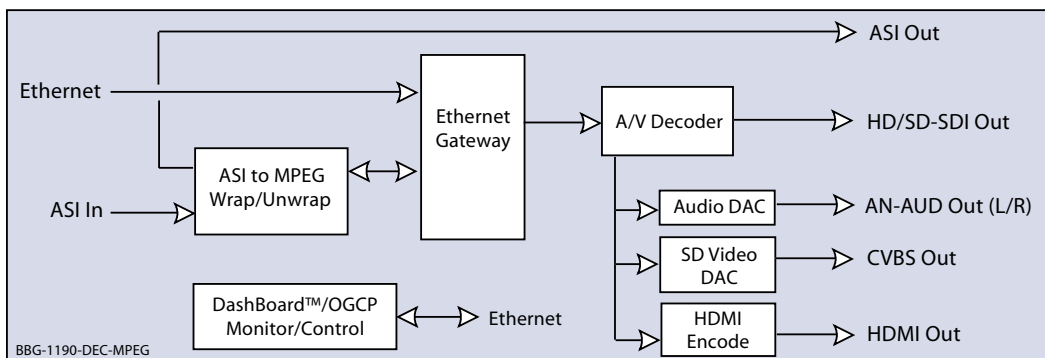 ASI Out
Ethernet
Ethernet
Gateway
A/V Decoder
HD/SD-SDI Out
ASI to MPEG
Wrap/Unwrap
ASI In
Audio DAC
AN-AUD Out (L/R)
SD Video
DAC
CVBS Out
DashBoard™/OGCP
Monitor/Control
Ethernet
HDMI
Encode
HDMI Out
BBG-1190-DEC-MPEG